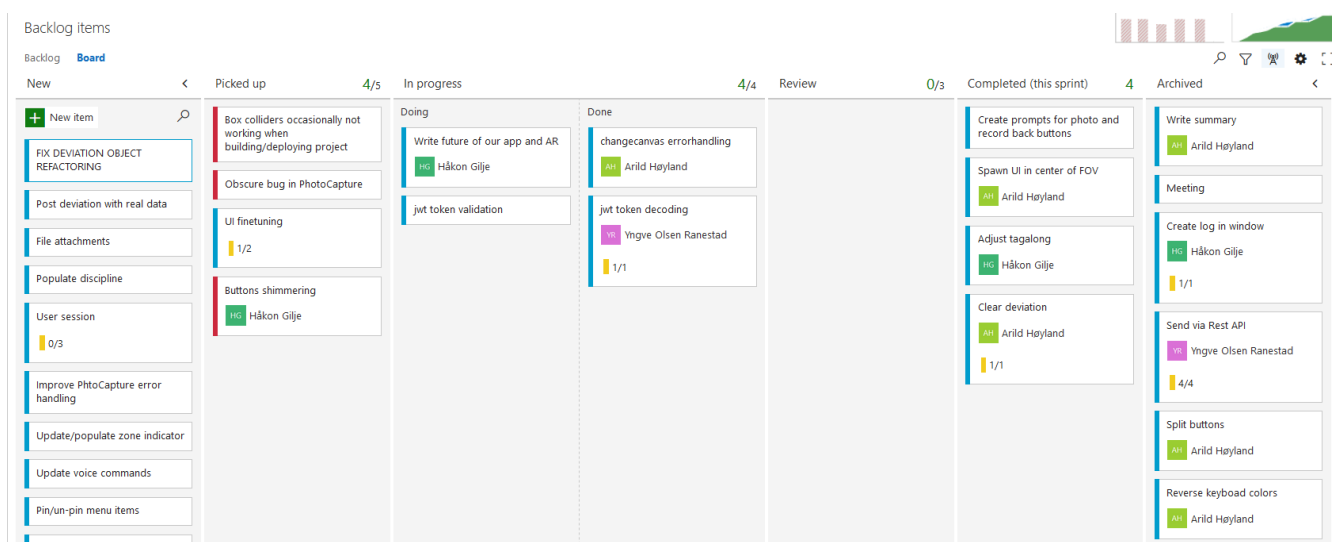 Backlog items
Backlog Board
New
Picked up 4/5
In progress 4/4
Review 0/3
Completed (this sprint) 4
Archived
New item
FIX DEVIATION OBJECT
REFACTORING
Post deviation with real data
File attachments
Populate discipline
User session
0/3
Improve PhtoCapture error
handling
Update/populate zone indicator
Update voice commands
Pin/un-pin menu items
Box colliders occasionally not
working when
building/deploying project
Obscure bug in PhotoCapture
UI finetuning
1/2
Buttons shimmering
HG Håkon Gilje
Doing
Write future of our app and AR
HG Håkon Gilje
jwt token validation
Done
changecanvas errorhandling
AH Arild Høyland
jwt token decoding
YR Yngve Olsen Ranestad
1/1
Create prompts for photo and
record back buttons
Spawn UI in center of FOV
AH Arild Høyland
Adjust tagalong
HG Håkon Gilje
Clear deviation
AH Arild Høyland
1/1
Write summary
AH Arild Høyland
Meeting
Create log in window
HG Håkon Gilje
1/1
Send via Rest API
YR Yngve Olsen Ranestad
4/4
Split buttons
AH Arild Høyland
Reverse keyboad colors
AH Arild Høyland